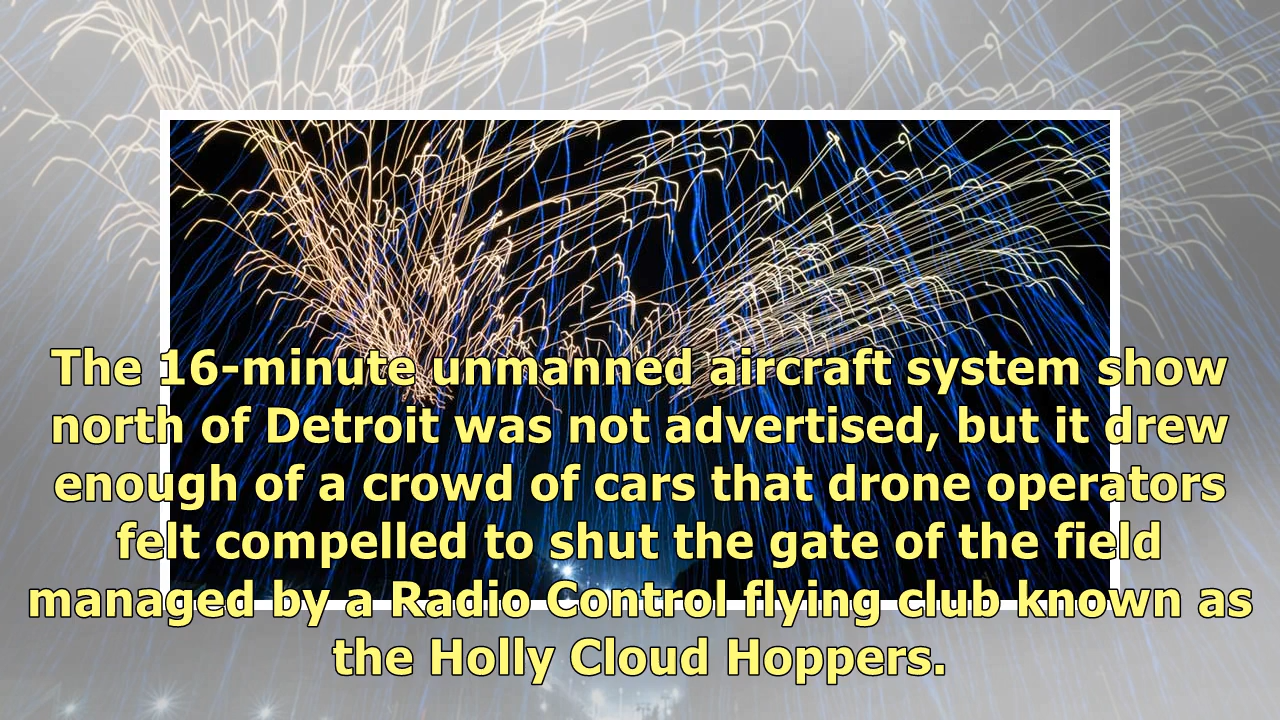 The 16-minute unmanned aircraft system show
north of Detroit was not advertised, but it drew
enough of a crowd of cars that drone operators
felt compelled to shut the gate of the field
managed by a Radio Control flying club known as
the Holly Cloud Hoppers.